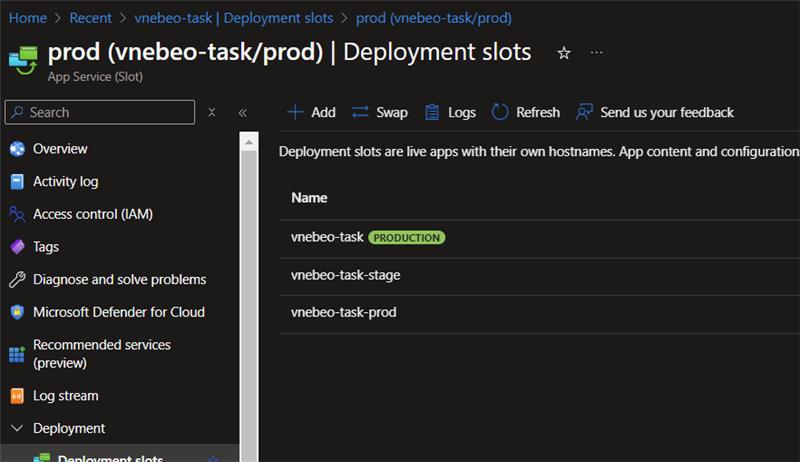 Home > Recent > vnebeo-task | Deployment slots > prod (vnebeo-task/prod)
prod (vnebeo-task/prod) | Deployment slots
App Service (Slot)
Search
Add Swap Logs Refresh Send us your feedback
Overview
Activity log
Access control (IAM)
Tags
Diagnose and solve problems
Microsoft Defender for Cloud
Recommended services
(preview)
Log stream
Deployment
Deployment slots
Deployment slots are live apps with their own hostnames. App content and configurations
Name
vnebeo-task PRODUCTION
vnebeo-task-stage
vnebeo-task-prod